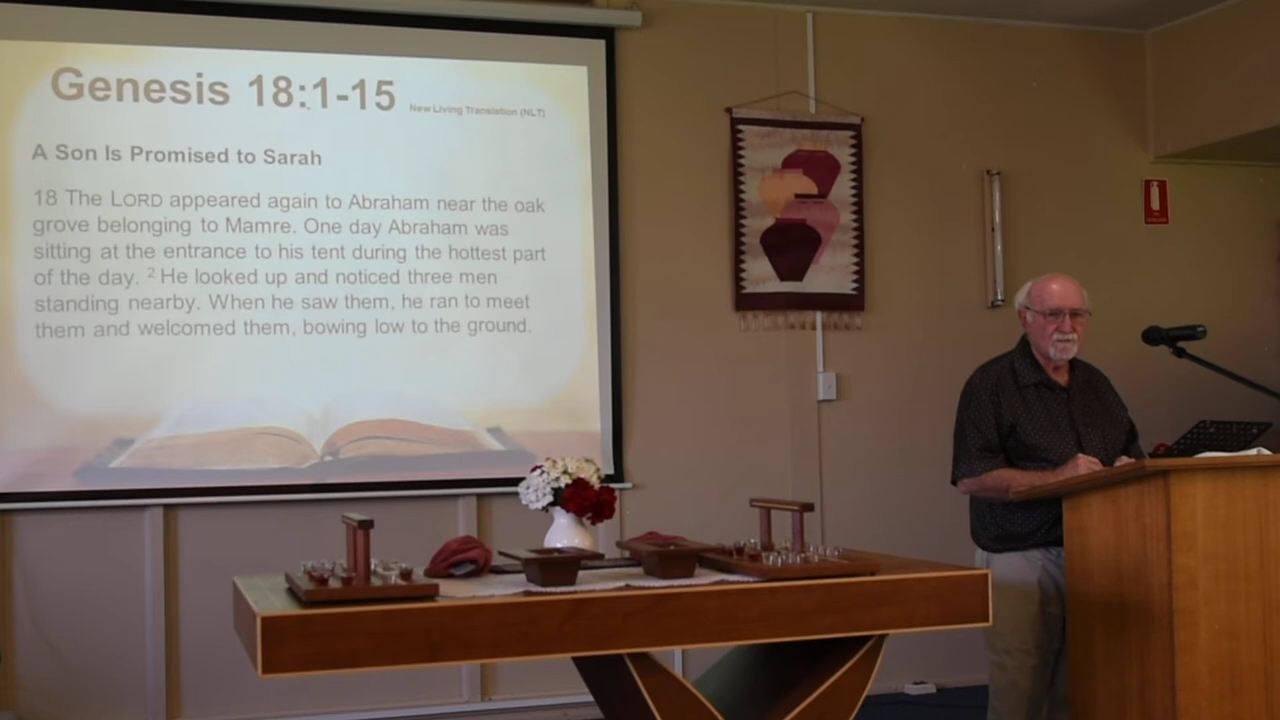 Genesis 18:1-15 New Living Translation (NLT)
A Son Is Promised to Sarah
18 The LORD appeared again to Abraham near the oak
grove belonging to Mamre. One day Abraham was
sitting at the entrance to his tent during the hottest part
of the day. 2 He looked up and noticed three men
standing nearby. When he saw them, he ran to meet
them and welcomed them, bowing low to the ground.